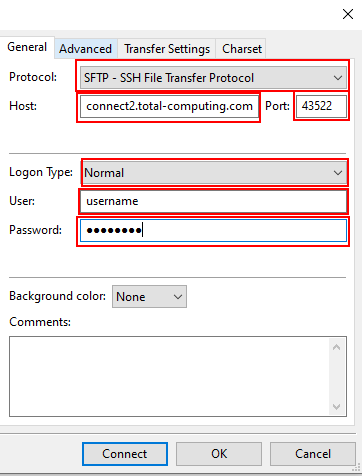 General Advanced Transfer Settings Charset
Protocol: SFTP - SSH File Transfer Protocol
Host: connect2.total-computing.com Port: 43522
Logon Type: Normal
User: username
Password: ●●●●●●●●
Background color: None
Comments:
Connect OK Cancel